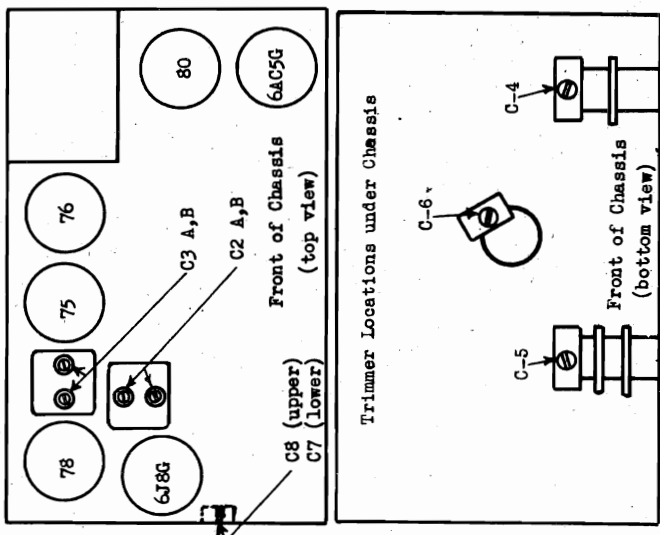 80
6AC5G
76
75
78
6J8G
C3 A,B
C2 A,B
Front of Chassis
(top view)
C8 (upper)
C7 (lower)
Trimmer Locations under Chassis
C-4
C-6
C-5
Front of Chassis
(bottom view)